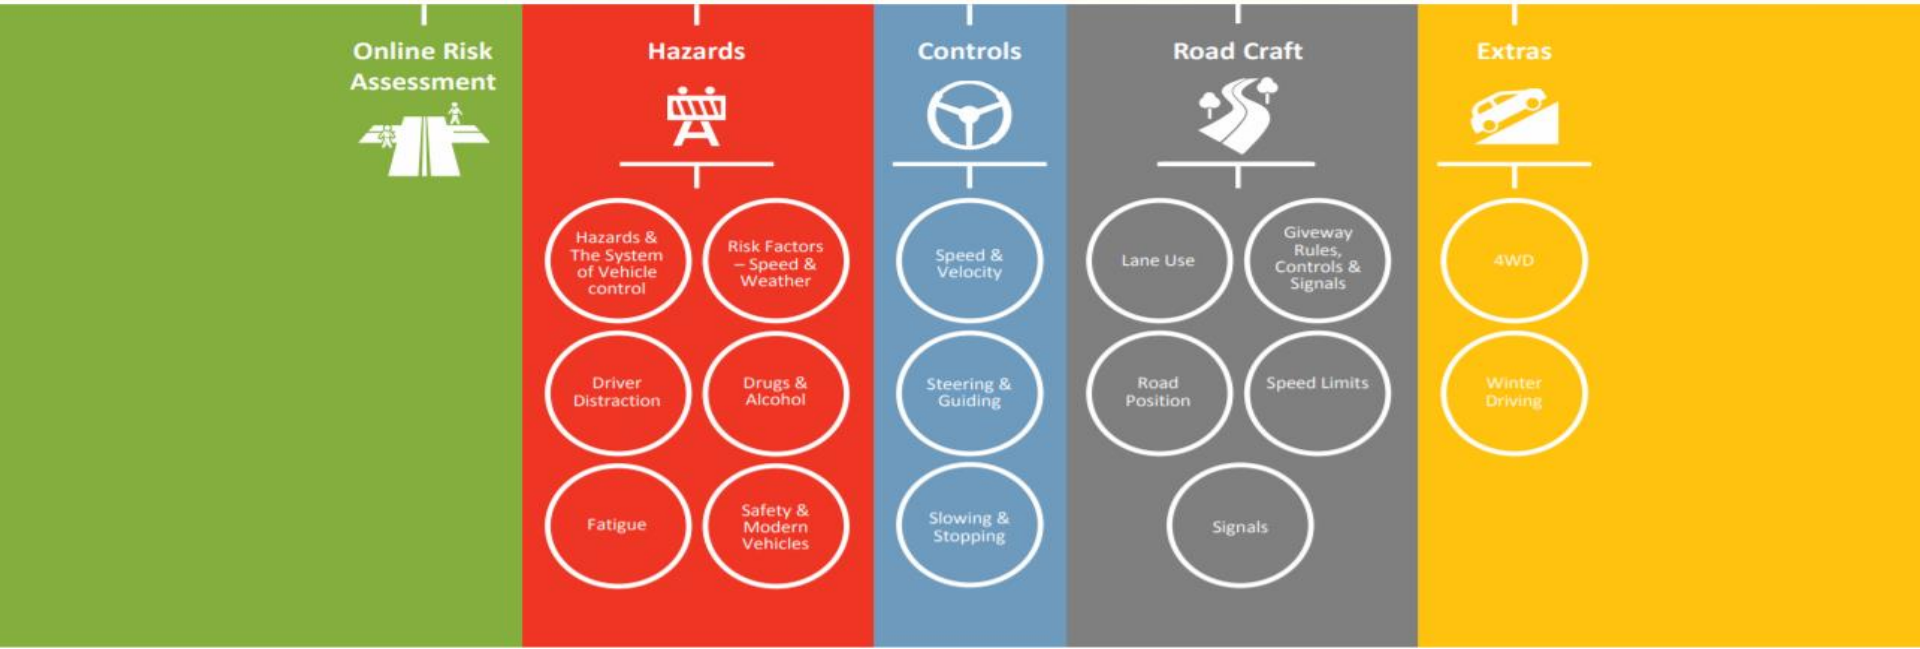 Online Risk
Assessment
Hazards
Hazards &
The System
of Vehicle
control
Risk Factors
– Speed &
Weather
Driver
Distraction
Drugs &
Alcohol
Fatigue
Safety &
Modern
Vehicles
Controls
Speed &
Velocity
Steering &
Guiding
Slowing &
Stopping
Road Craft
Lane Use
Giveway
Rules,
Controls &
Signals
Road
Position
Speed Limits
Signals
Extras
4WD
Winter
Driving